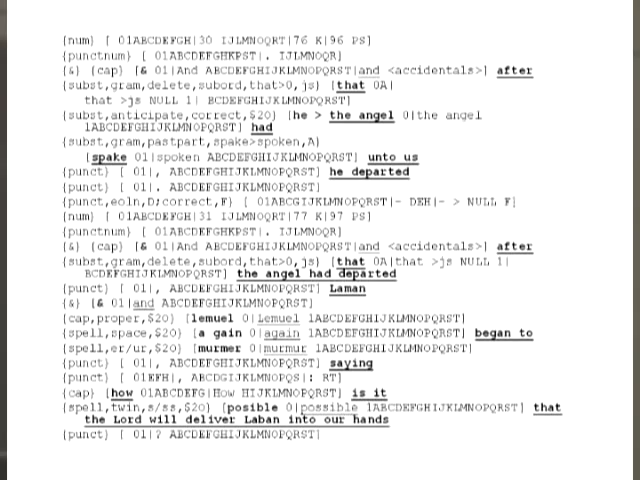 {num} [ 01ABCDEFGH|30 IJLMNOQRT|76 K|96 PS]
{punctnum} [ 01ABCDEFGHKPST|. IJLMNOQR]
{&} {cap} [& 01|And ABCDEFGHIJKLMNOPQRST|and <accidentals>] after
{subst,gram,delete,subord,that>0,js} [that 0A|
that >js NULL 1| BCDEFGHIJKLMNOPQRST]
{subst,anticipate,correct,$20} [he > the angel 0|the angel
1ABCDEFGHIJKLMNOPQRST] had
{subst,gram,pastpart,spake>spoken,A}
[spake 01|spoken ABCDEFGHIJKLMNOPQRST] unto us
{punct} [ 01|, ABCDEFGHIJKLMNOPQRST] he departed
{punct} [ 01|. ABCDEFGHIJKLMNOPQRST]
{punct,eoln,D;correct,F} [ 01ABCGIJKLMNOPQRST|- DEH|- > NULL F]
{num} [ 01ABCDEFGH|31 IJLMNOQRT|77 K|97 PS]
{punctnum} [ 01ABCDEFGHKPST|. IJLMNOQR]
{&} {cap} [& 01|And ABCDEFGHIJKLMNOPQRST|and <accidentals>] after
{subst,gram,delete,subord,that>0,js} [that 0A|that >js NULL 1|
BCDEFGHIJKLMNOPQRST] the angel had departed
{punct} [ 01|, ABCDEFGHIJKLMNOPQRST] Laman
{&} [& 01|and ABCDEFGHIJKLMNOPQRST]
{cap,proper,$20} [lemuel 0|Lemuel 1ABCDEFGHIJKLMNOPQRST]
{spell,space,$20} [a gain 0|again 1ABCDEFGHIJKLMNOPQRST] began to
{spell,er/ur,$20} [murmer 0|murmur 1ABCDEFGHIJKLMNOPQRST]
{punct} [ 01|, ABCDEFGHIJKLMNOPQRST] saying
{punct} [ 01EFH|, ABCDGIJKLMNOPQS|: RT]
{cap} [how 01ABCDEFG|How HIJKLMNOPQRST] is it
{spell,twin,s/ss,$20} [posible 0|possible 1ABCDEFGHIJKLMNOPQRST] that
the Lord will deliver Laban into our hands
{punct} [ 01|? ABCDEFGHIJKLMNOPQRST]